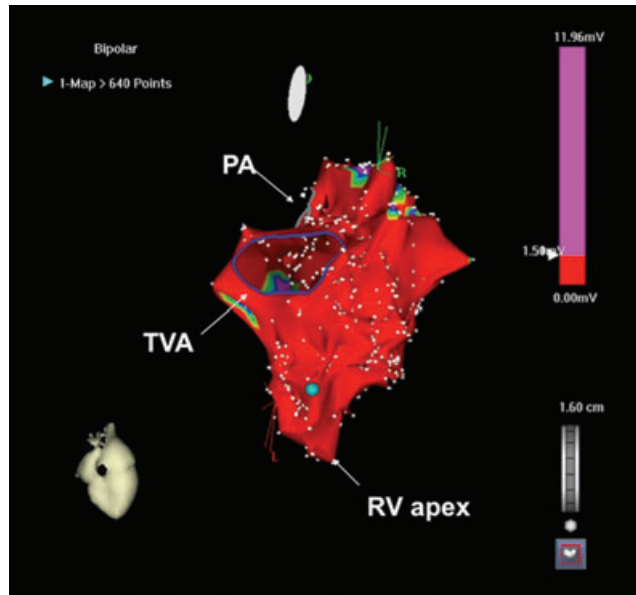 Bipolar
1-Map > 640 Points
11.96mV
PA
R
1.50mV
0.00mV
TVA
1.60 cm
L
RV apex